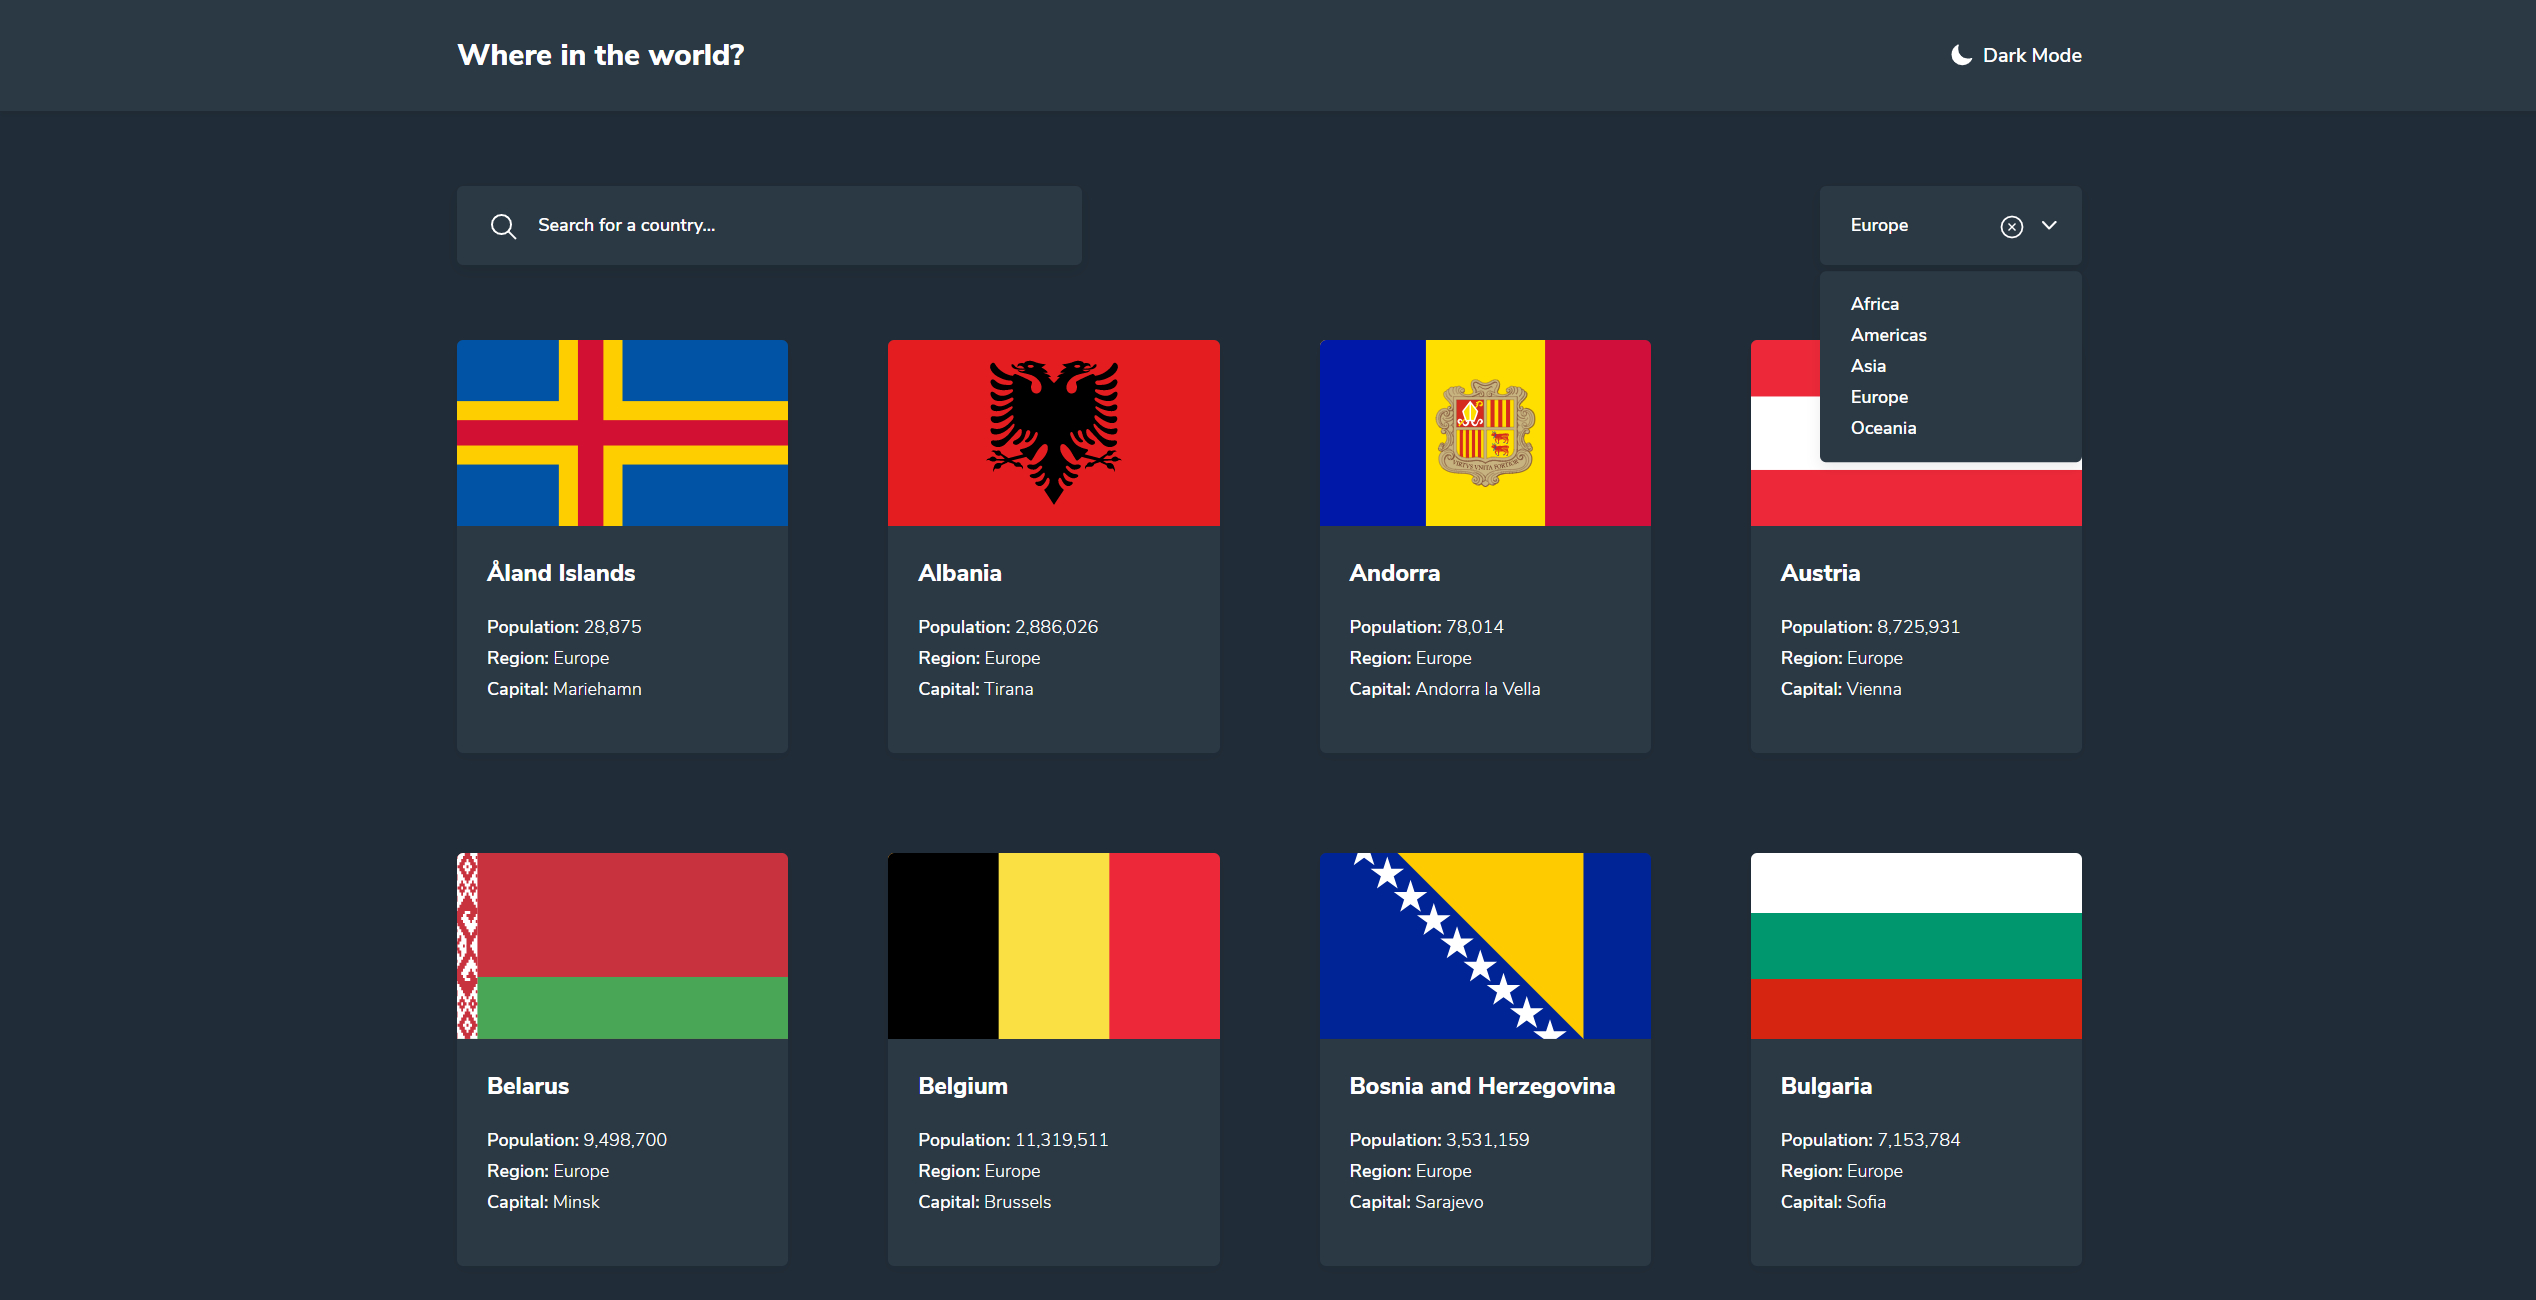 Where in the world?
Dark Mode
Search for a country...
Europe
Africa
Americas
Asia
Europe
Oceania
VIRTVS VNITA FORTIOR
Åland Islands
Population: 28,875
Region: Europe
Capital: Mariehamn
Albania
Population: 2,886,026
Region: Europe
Capital: Tirana
Andorra
Population: 78,014
Region: Europe
Capital: Andorra la Vella
Austria
Population: 8,725,931
Region: Europe
Capital: Vienna
Belarus
Population: 9,498,700
Region: Europe
Capital: Minsk
Belgium
Population: 11,319,511
Region: Europe
Capital: Brussels
Bosnia and Herzegovina
Population: 3,531,159
Region: Europe
Capital: Sarajevo
Bulgaria
Population: 7,153,784
Region: Europe
Capital: Sofia